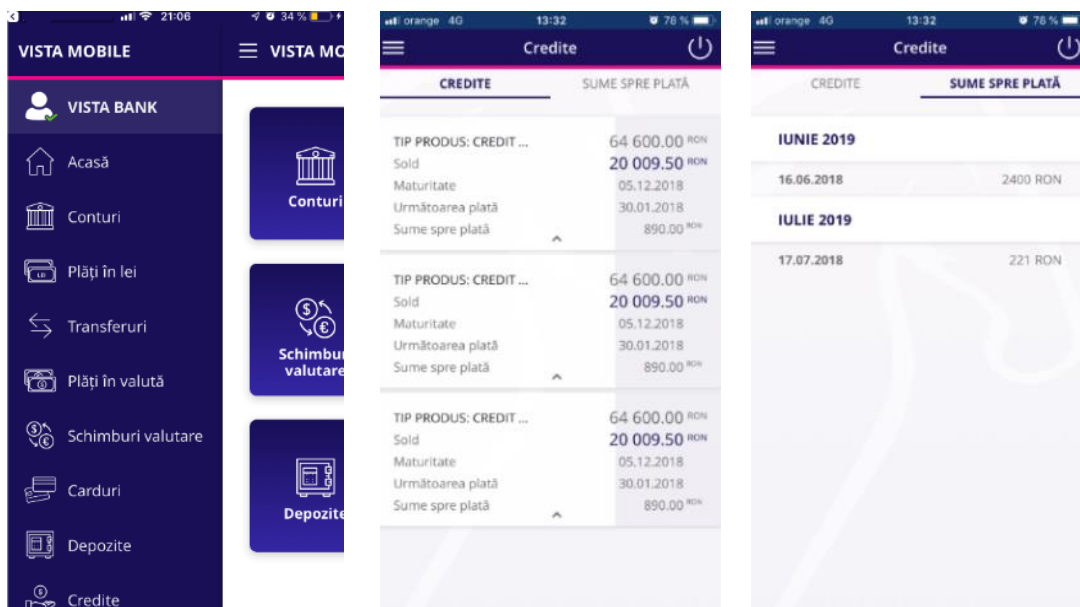 21:06
34 %
VISTA MOBILE
VISTA MO
VISTA BANK
Acasă
Conturi
Plăți în lei
Transferuri
Plăți în valută
Schimburi valutare
Carduri
Depozite
Credite
Conturi
Schimbur
valutare
Depozite
orange 4G 13:32 78 %
Credite
CREDITE SUME SPRE PLATĂ
TIP PRODUS: CREDIT ... 64 600.00 RON
Sold 20 009.50 RON
Maturitate 05.12.2018
Următoarea plată 30.01.2018
Sume spre plată 890.00 RON
TIP PRODUS: CREDIT ... 64 600.00 RON
Sold 20 009.50 RON
Maturitate 05.12.2018
Următoarea plată 30.01.2018
Sume spre plată 890.00 RON
TIP PRODUS: CREDIT ... 64 600.00 RON
Sold 20 009.50 RON
Maturitate 05.12.2018
Următoarea plată 30.01.2018
Sume spre plată 890.00 RON
orange 4G 13:32 78 %
Credite
CREDITE SUME SPRE PLATĂ
IUNIE 2019
16.06.2018 2400 RON
IULIE 2019
17.07.2018 221 RON